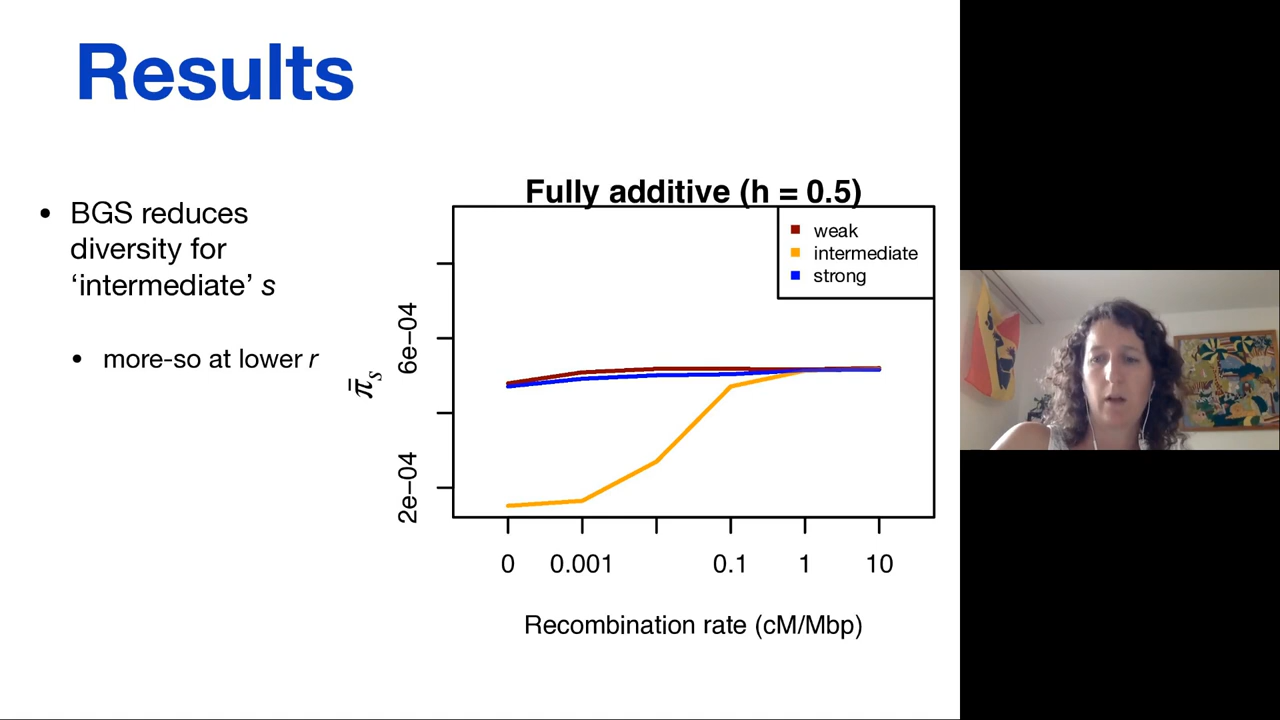 Results
• BGS reduces
diversity for
‘intermediate’ s
• more-so at lower r
Fully additive (h = 0.5)
weak
intermediate
strong
π̄s
6e−04
2e−04
0 0.001 0.1 1 10
Recombination rate (cM/Mbp)